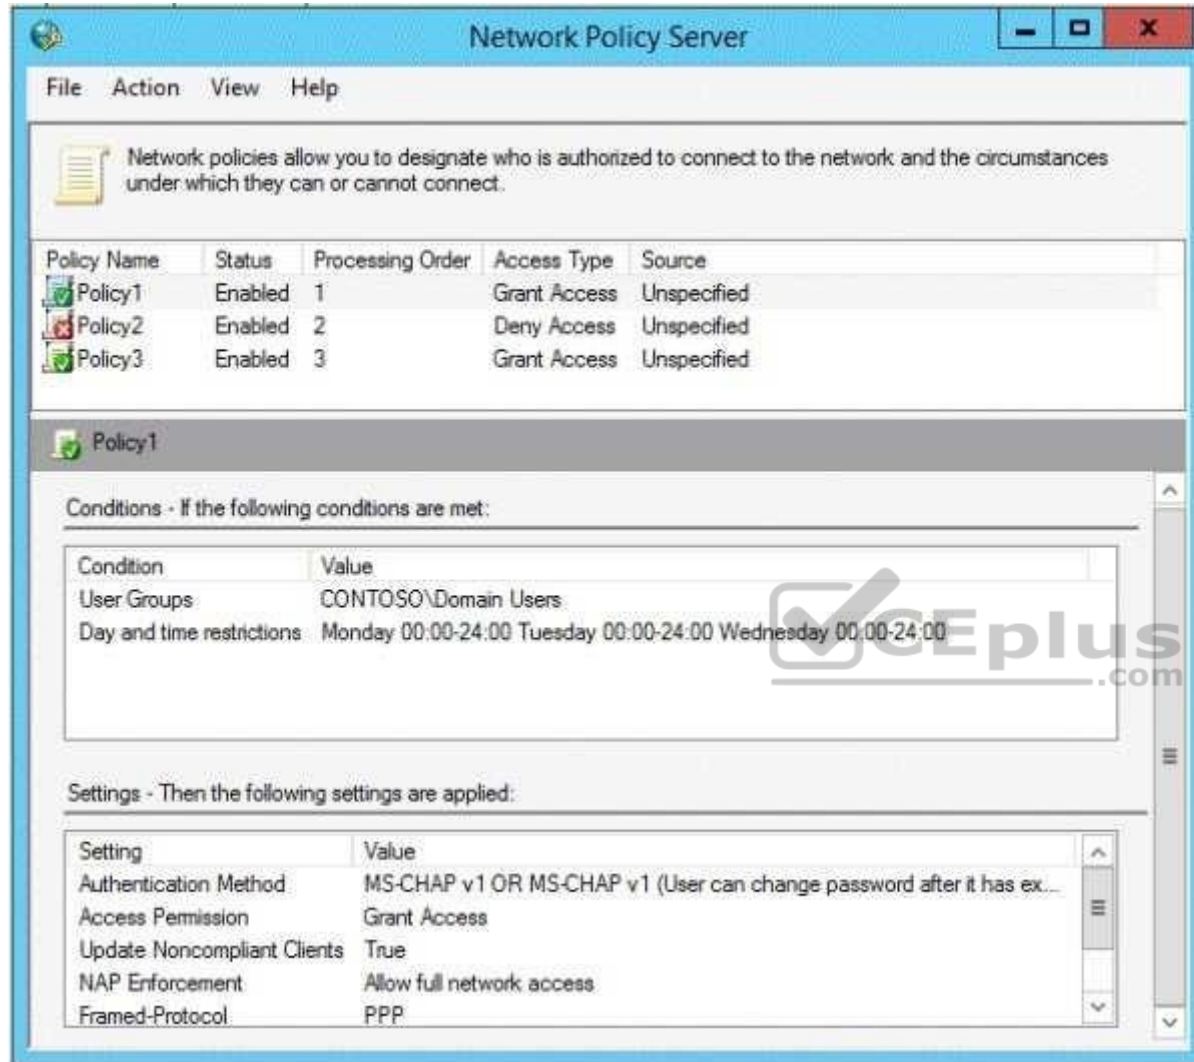 Network Policy Server
File Action View Help
Network policies allow you to designate who is authorized to connect to the network and the circumstances
under which they can or cannot connect.
Policy Name Status Processing Order Access Type Source
Policy1 Enabled 1 Grant Access Unspecified
Policy2 Enabled 2 Deny Access Unspecified
Policy3 Enabled 3 Grant Access Unspecified
Policy1
Conditions - If the following conditions are met:
Condition Value
User Groups CONTOSO\Domain Users
Day and time restrictions Monday 00:00-24:00 Tuesday 00:00-24:00 Wednesday 00:00-24:00
CEplus
.com
Settings - Then the following settings are applied:
Setting Value
Authentication Method MS-CHAP v1 OR MS-CHAP v1 (User can change password after it has ex...
Access Permission Grant Access
Update Noncompliant Clients True
NAP Enforcement Allow full network access
Framed-Protocol PPP